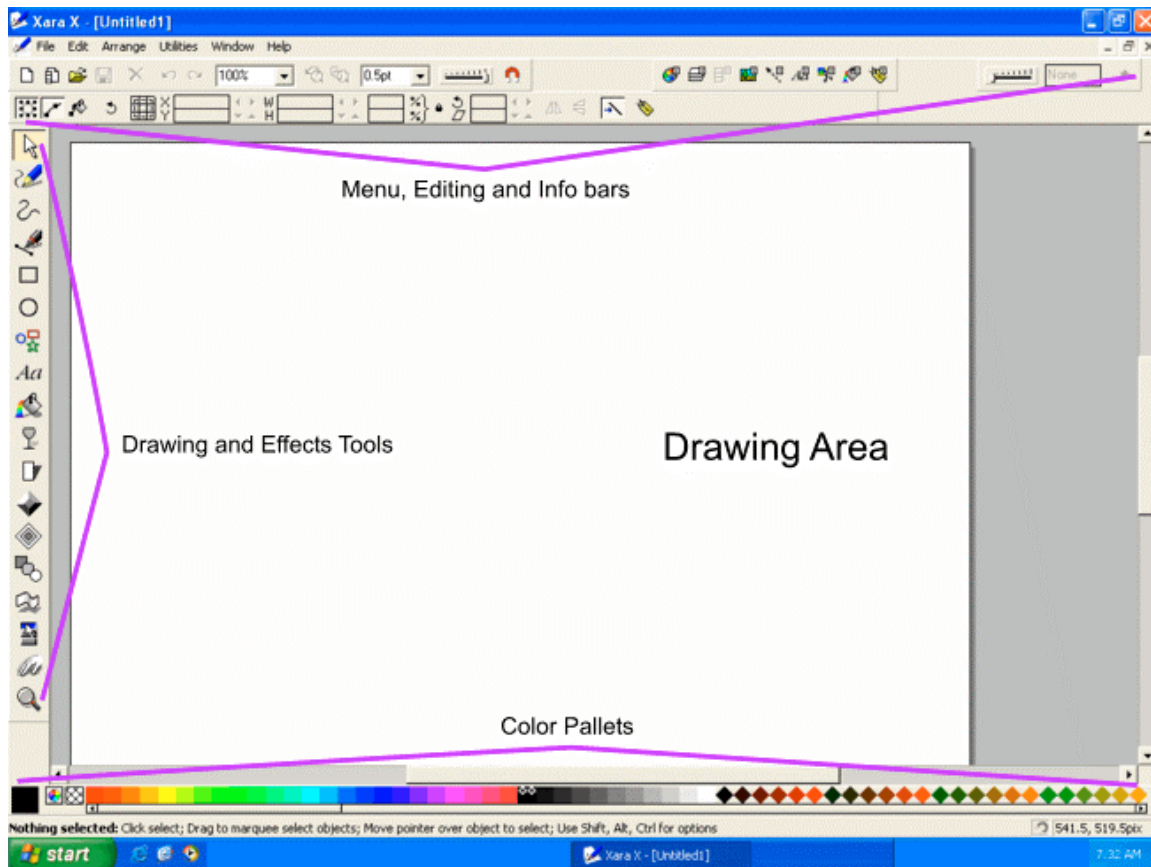 Xara X - [Untitled1]
File Edit Arrange Utilities Window Help
100% 0.5pt None
X Y W H % %
Menu, Editing and Info bars
Aa
Drawing and Effects Tools
Drawing Area
Color Pallets
Nothing selected: Click select; Drag to marquee select objects; Move pointer over object to select; Use Shift, Alt, Ctrl for options 541.5, 519.5pix
start Xara X - [Untitled1] 7:32 AM